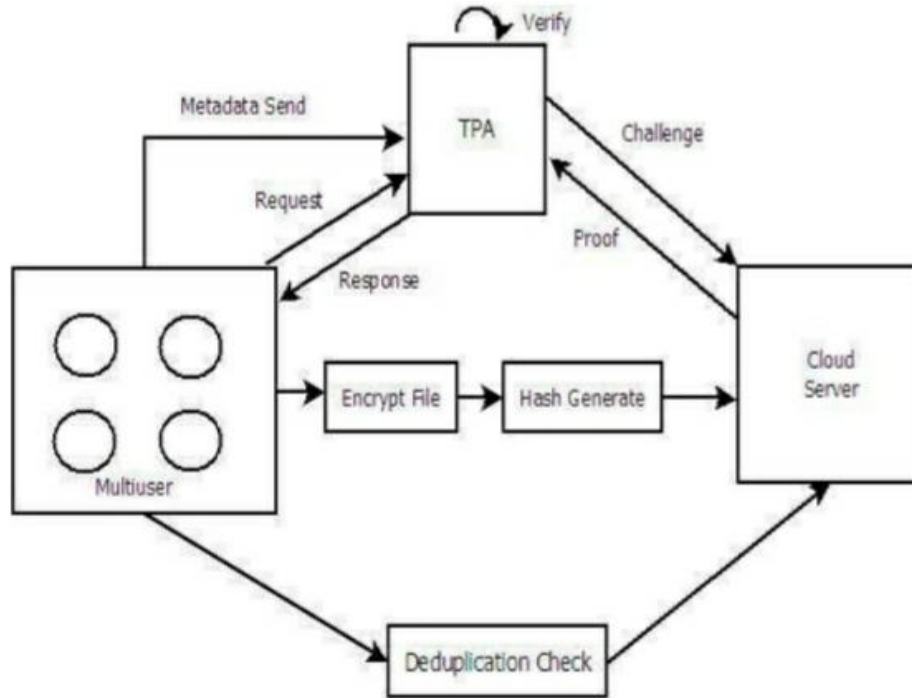 Verify
Metadata Send
TPA
Challenge
Request
Proof
Response
Cloud
Server
Encrypt File
Hash Generate
Multiuser
Deduplication Check